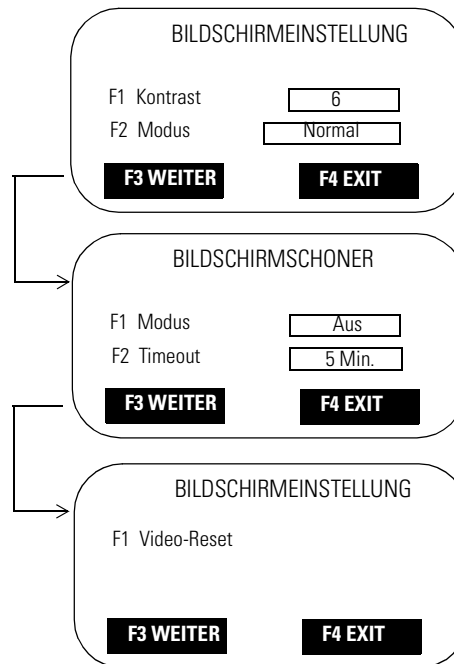 BILDSCHIRMEINSTELLUNG
F1 Kontrast 6
F2 Modus Normal
F3 WEITER F4 EXIT
BILDSCHIRMSCHONER
F1 Modus Aus
F2 Timeout 5 Min.
F3 WEITER F4 EXIT
BILDSCHIRMEINSTELLUNG
F1 Video-Reset
F3 WEITER F4 EXIT